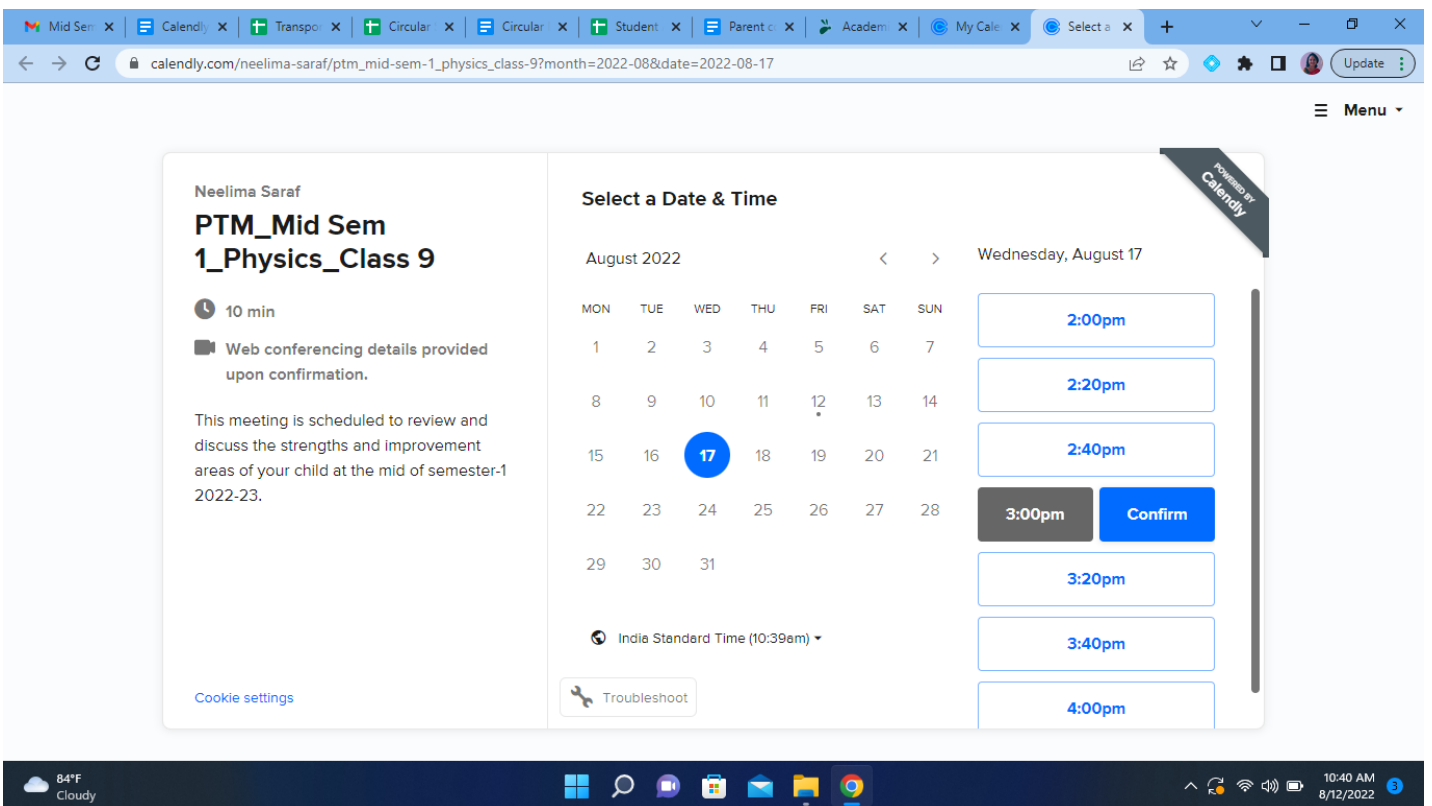 Mid Sem
Calendly
Transpor
Circular
Circular
Student
Parent c
Academ
My Cale
Select a
calendly.com/neelima-saraf/ptm_mid-sem-1_physics_class-9?month=2022-08&date=2022-08-17
Update
Menu
Neelima Saraf
PTM_Mid Sem
1_Physics_Class 9
10 min
Web conferencing details provided
upon confirmation.
This meeting is scheduled to review and
discuss the strengths and improvement
areas of your child at the mid of semester-1
2022-23.
Cookie settings
Select a Date & Time
August 2022
MON TUE WED THU FRI SAT SUN
1 2 3 4 5 6 7
8 9 10 11 12 13 14
15 16 17 18 19 20 21
22 23 24 25 26 27 28
29 30 31
India Standard Time (10:39am)
Troubleshoot
POWERED BY
Calendly
Wednesday, August 17
2:00pm
2:20pm
2:40pm
3:00pm Confirm
3:20pm
3:40pm
4:00pm
84°F
Cloudy
10:40 AM
8/12/2022
3